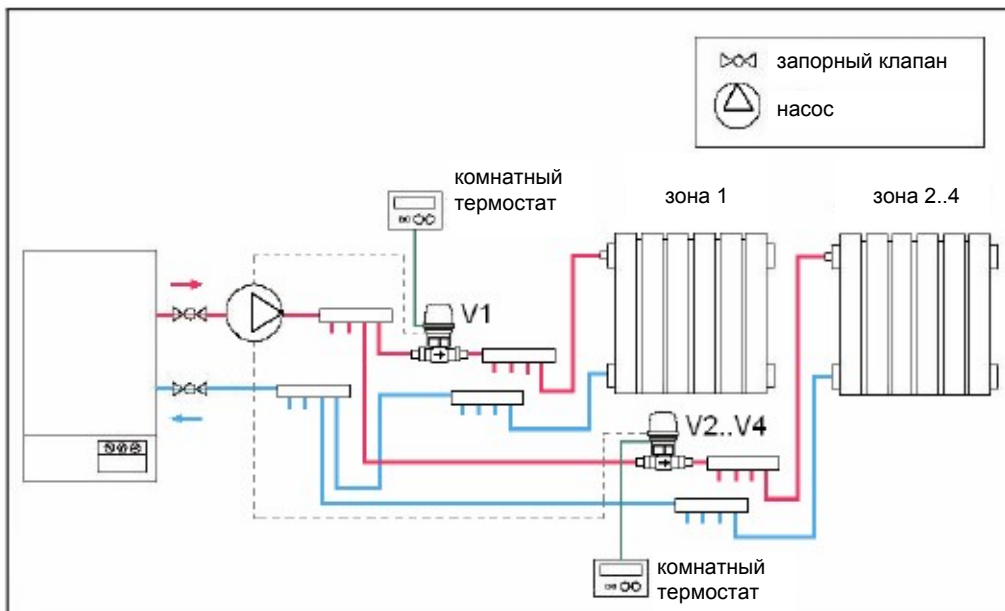 запорный клапан
насос
комнатный
термостат
зона 1
зона 2..4
V1
V2..V4
комнатный
термостат